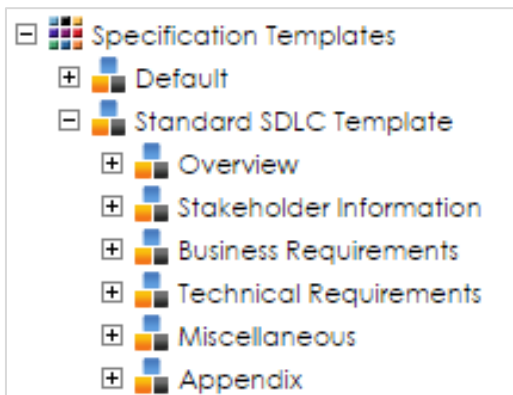 Specification Templates
Default
Standard SDLC Template
Overview
Stakeholder Information
Business Requirements
Technical Requirements
Miscellaneous
Appendix